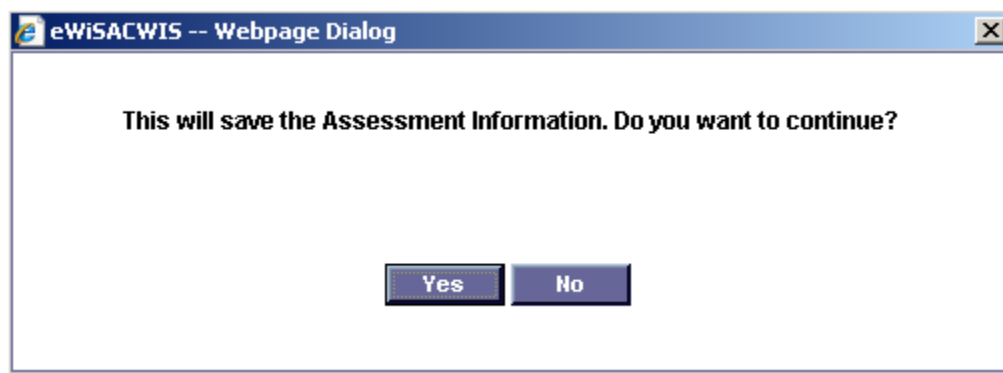 eWiSACWIS -- Webpage Dialog
This will save the Assessment Information. Do you want to continue?
Yes No